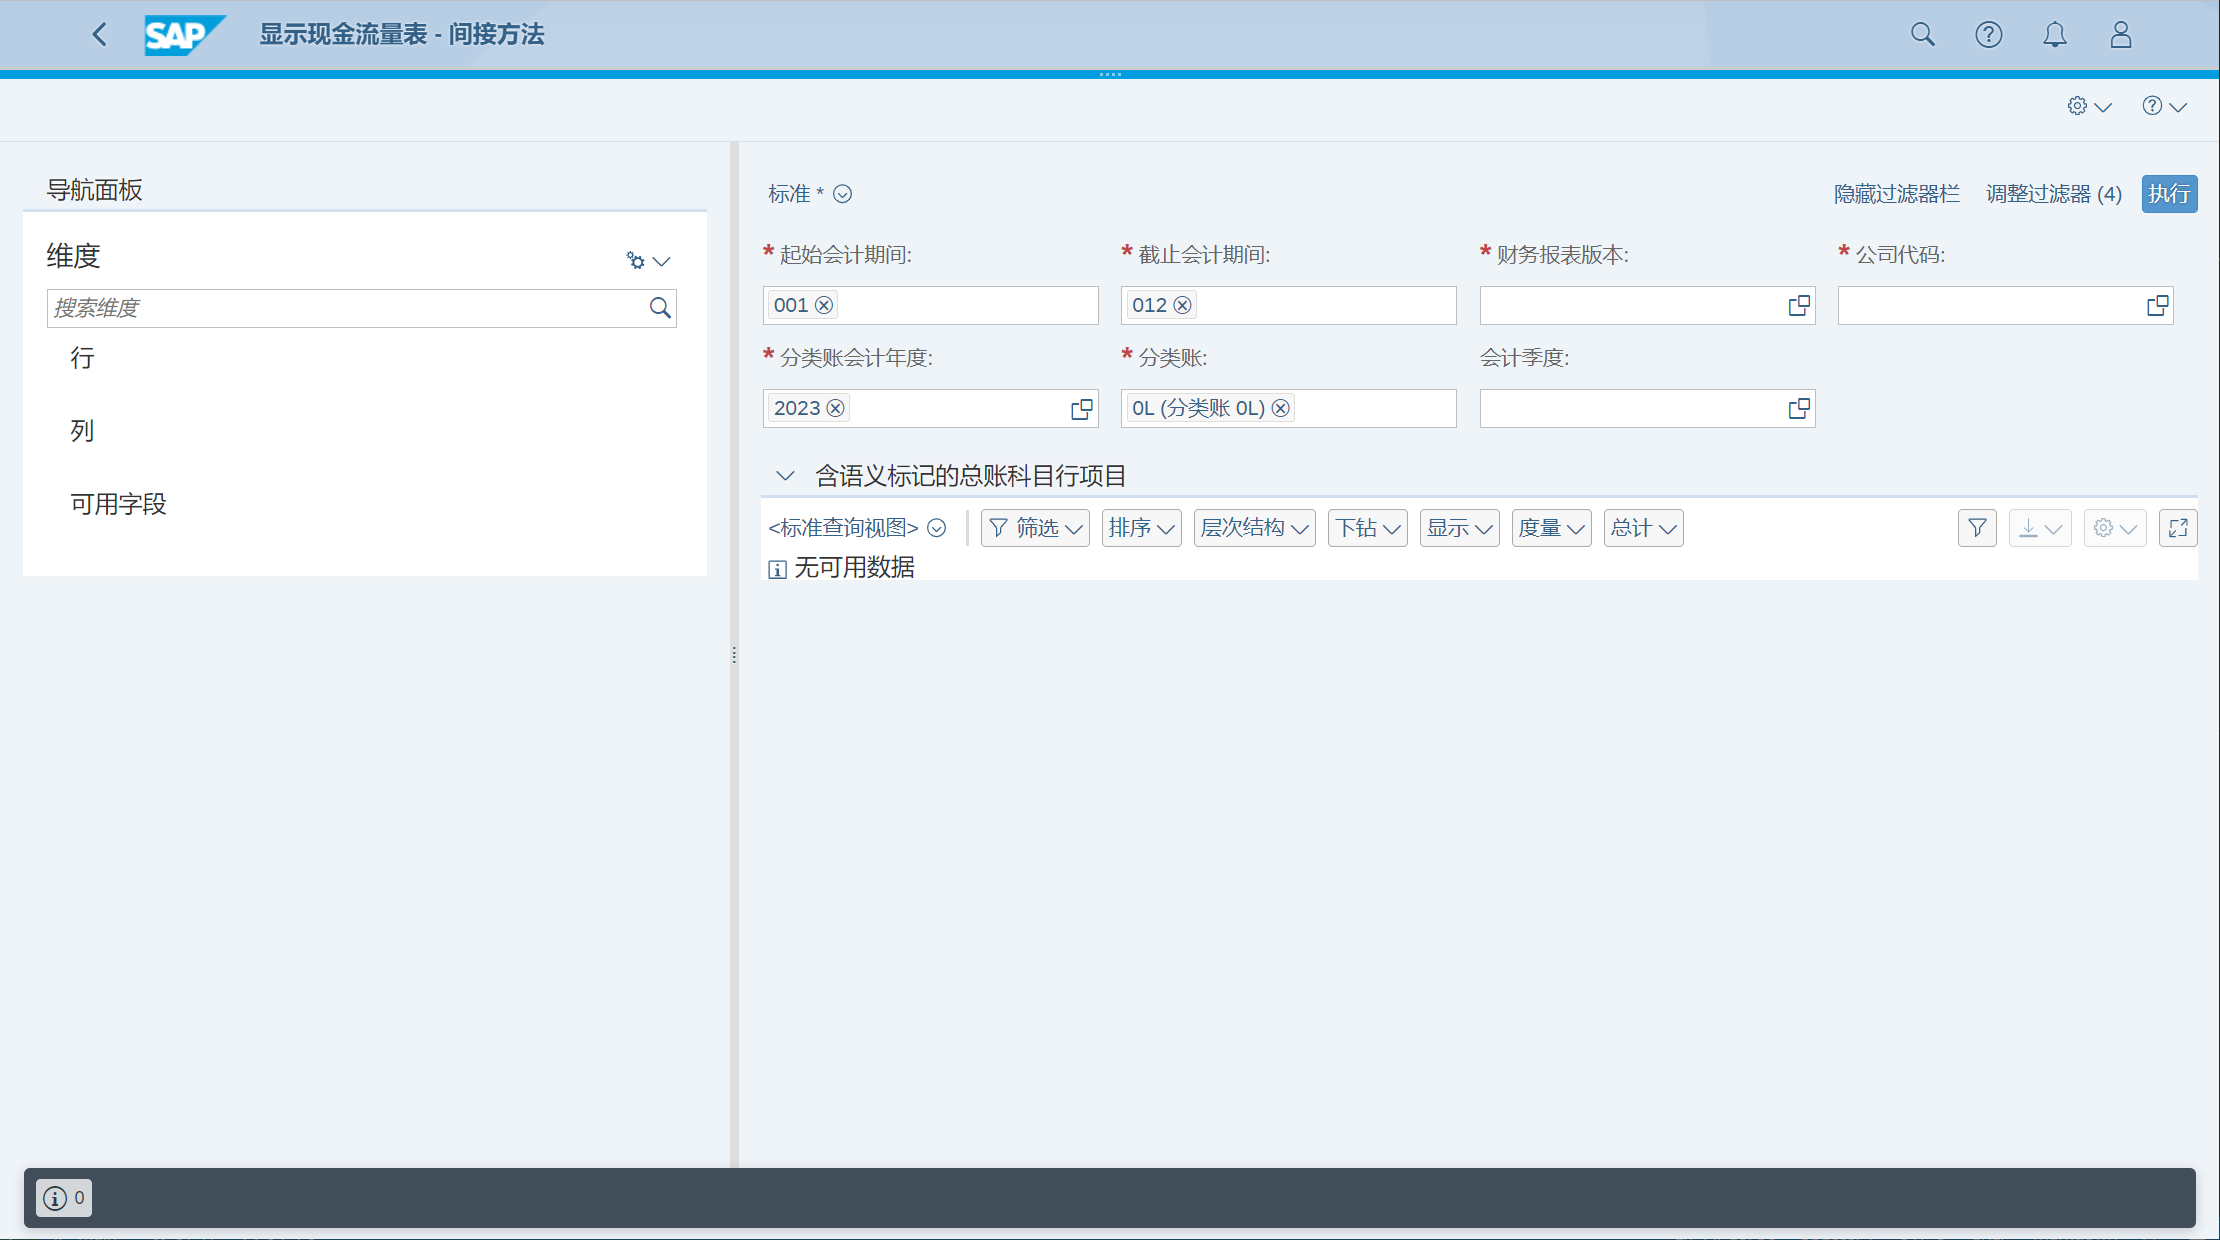 SAP 显示现金流量表 - 间接方法
导航面板
维度
搜索维度
行
列
可用字段
标准 * 隐藏过滤器栏 调整过滤器 (4) 执行
* 起始会计期间: * 截止会计期间: * 财务报表版本: * 公司代码:
001 012
* 分类账会计年度: * 分类账: 会计季度:
2023 0L (分类账 0L)
含语义标记的总账科目行项目
<标准查询视图> 筛选 排序 层次结构 下钻 显示 度量 总计
无可用数据
0